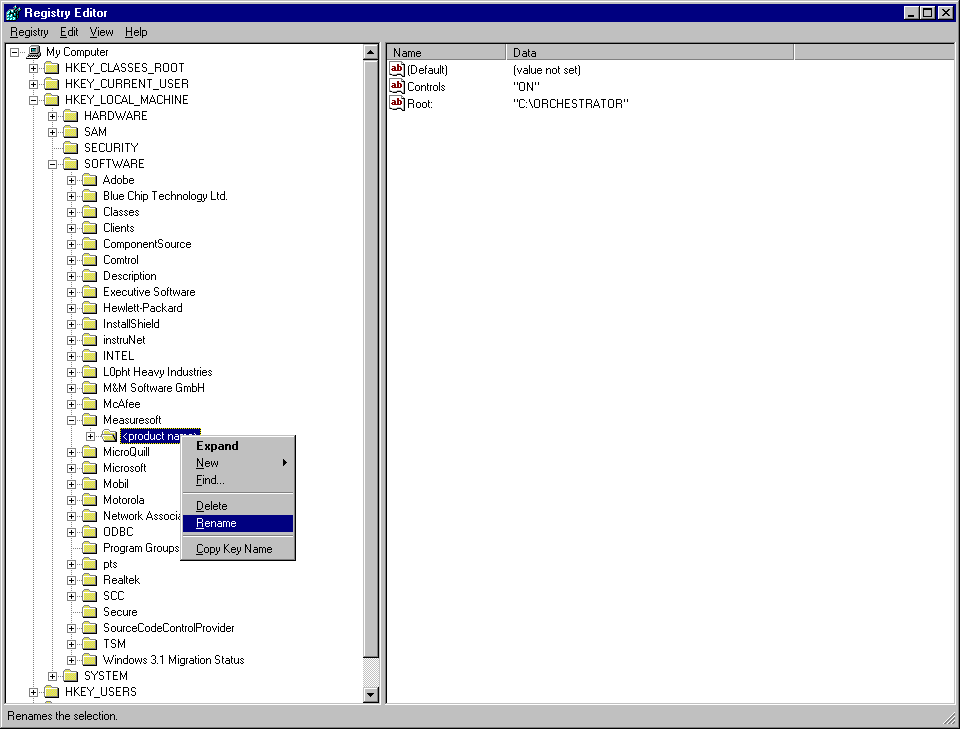 Registry Editor
Registry Edit View Help
My Computer
HKEY_CLASSES_ROOT
HKEY_CURRENT_USER
HKEY_LOCAL_MACHINE
HARDWARE
SAM
SECURITY
SOFTWARE
Adobe
Blue Chip Technology Ltd.
Classes
Clients
ComponentSource
Comtrol
Description
Executive Software
Hewlett-Packard
InstallShield
instruNet
INTEL
L0pht Heavy Industries
M&M Software GmbH
McAfee
Measuresoft
<product name>
MicroQuill
Microsoft
Mobil
Motorola
Network Associa
ODBC
Program Groups
pts
Realtek
SCC
Secure
SourceCodeControlProvider
TSM
Windows 3.1 Migration Status
SYSTEM
HKEY_USERS
Expand
New
Find...
Delete
Rename
Copy Key Name
Name Data
ab (Default) (value not set)
ab Controls "ON"
ab Root: "C:\ORCHESTRATOR"
Renames the selection.